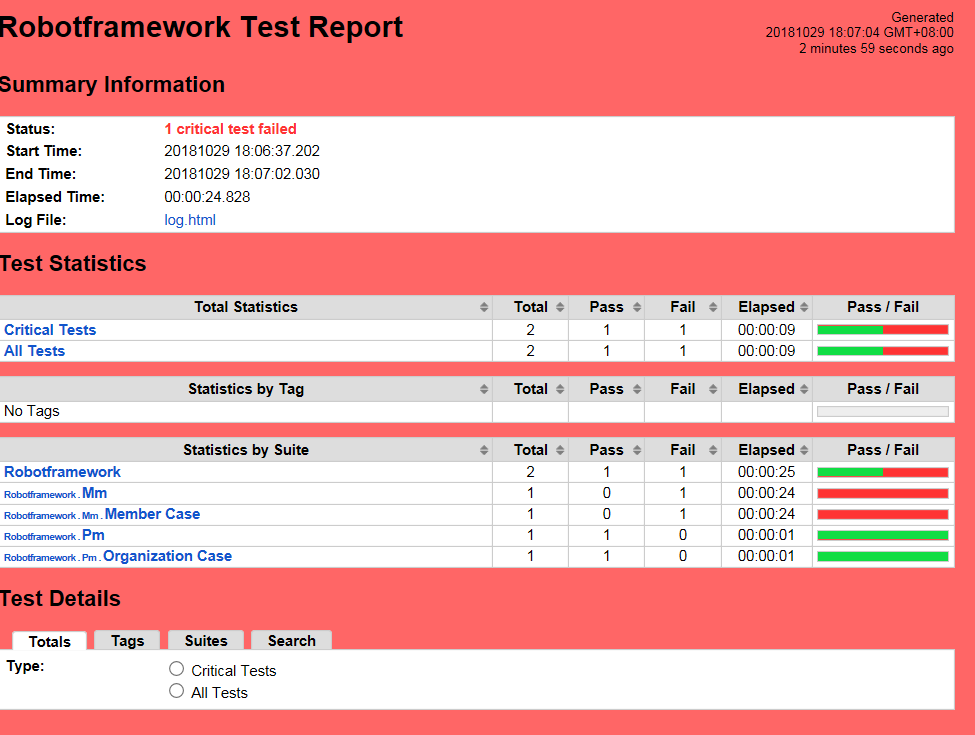 Robotframework Test Report
Generated
20181029 18:07:04 GMT+08:00
2 minutes 59 seconds ago
Summary Information
Status: 1 critical test failed
Start Time: 20181029 18:06:37.202
End Time: 20181029 18:07:02.030
Elapsed Time: 00:00:24.828
Log File: log.html
Test Statistics
Total Statistics Total Pass Fail Elapsed Pass / Fail
Critical Tests 2 1 1 00:00:09
All Tests 2 1 1 00:00:09
Statistics by Tag Total Pass Fail Elapsed Pass / Fail
No Tags
Statistics by Suite Total Pass Fail Elapsed Pass / Fail
Robotframework 2 1 1 00:00:25
Robotframework . Mm 1 0 1 00:00:24
Robotframework . Mm . Member Case 1 0 1 00:00:24
Robotframework . Pm 1 1 0 00:00:01
Robotframework . Pm . Organization Case 1 1 0 00:00:01
Test Details
Totals Tags Suites Search
Type: Critical Tests
All Tests